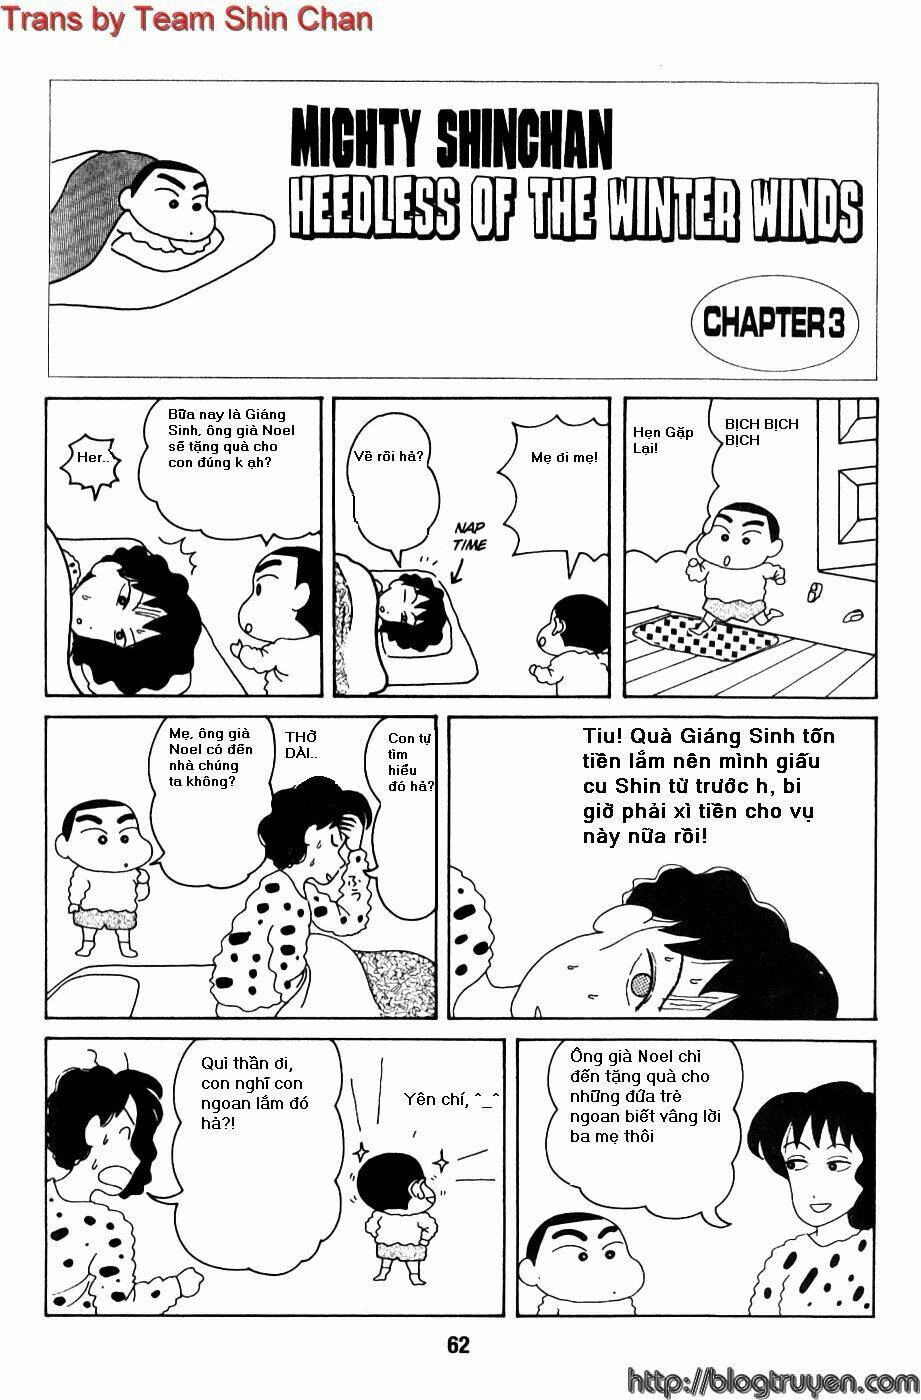 Trans by Team Shin Chan
MIGHTY SHINCHAN
HEEDLESS OF THE WINTER WINDS
CHAPTER 3
BỊCH BỊCH
BỊCH
Hẹn Gặp
Lại!
Mẹ ơi mẹ!
Về rồi hả?
NAP
TIME
Bữa nay là Giáng
Sinh, ông già Noel
sẽ tặng quà cho
con đúng k ạh?
Her..
Tiu! Quà Giáng Sinh tốn
tiền lắm nên mình giấu
cu Shin từ trước h, bi
giờ phải xì tiền cho vụ
này nữa rồi!
Con tự
tìm
hiểu
đó hả?
THỞ
DÀI..
ふう
Mẹ, ông già
Noel có đến
nhà chúng
ta không?
Ông già Noel chỉ
đến tặng quà cho
những đứa trẻ
ngoan biết vâng lời
ba mẹ thôi
Yên chí, ^_^
Quỉ thần ơi,
con nghĩ con
ngoan lắm đó
hả?!
62
http://blogtruyen.com